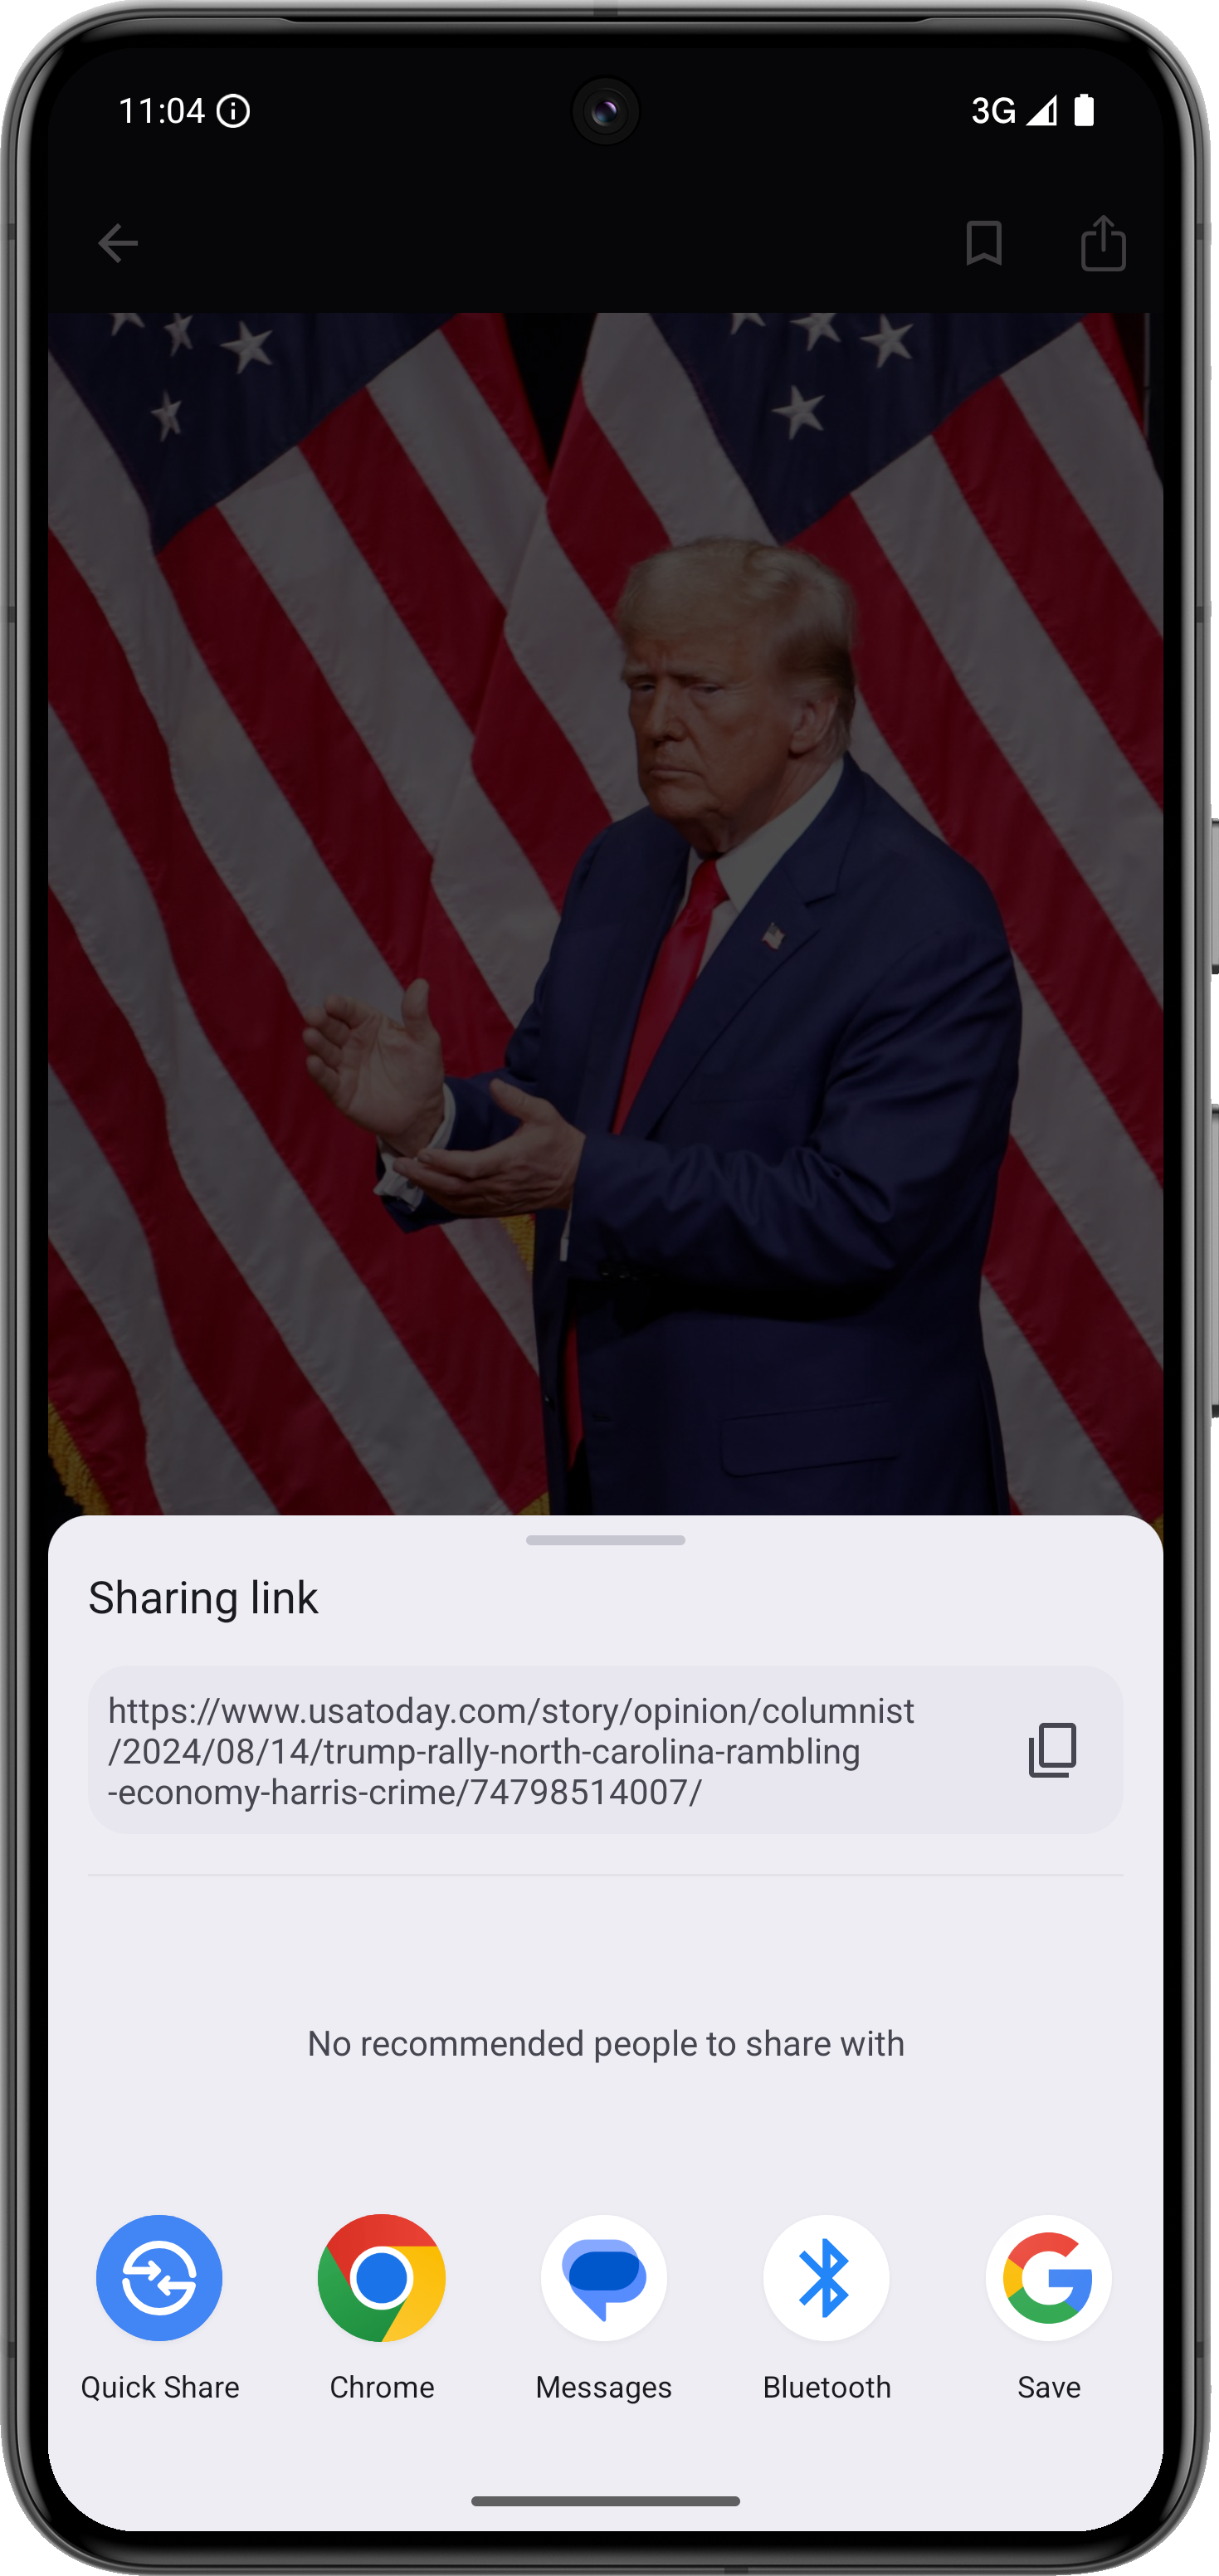 11:04
3G
Sharing link
https://www.usatoday.com/story/opinion/columnist
/2024/08/14/trump-rally-north-carolina-rambling
-economy-harris-crime/74798514007/
No recommended people to share with
Quick Share
Chrome
Messages
Bluetooth
Save